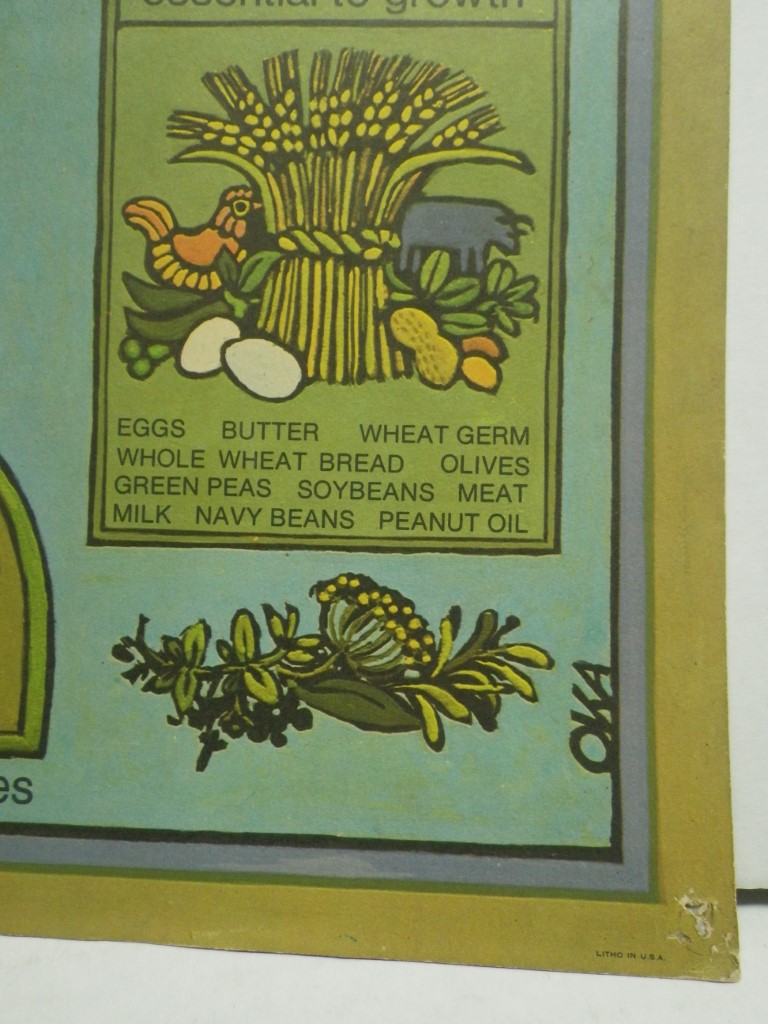 essential to growth
EGGS BUTTER WHEAT GERM
WHOLE WHEAT BREAD OLIVES
GREEN PEAS SOYBEANS MEAT
MILK NAVY BEANS PEANUT OIL
OKA
es
LITHO IN U.S.A.